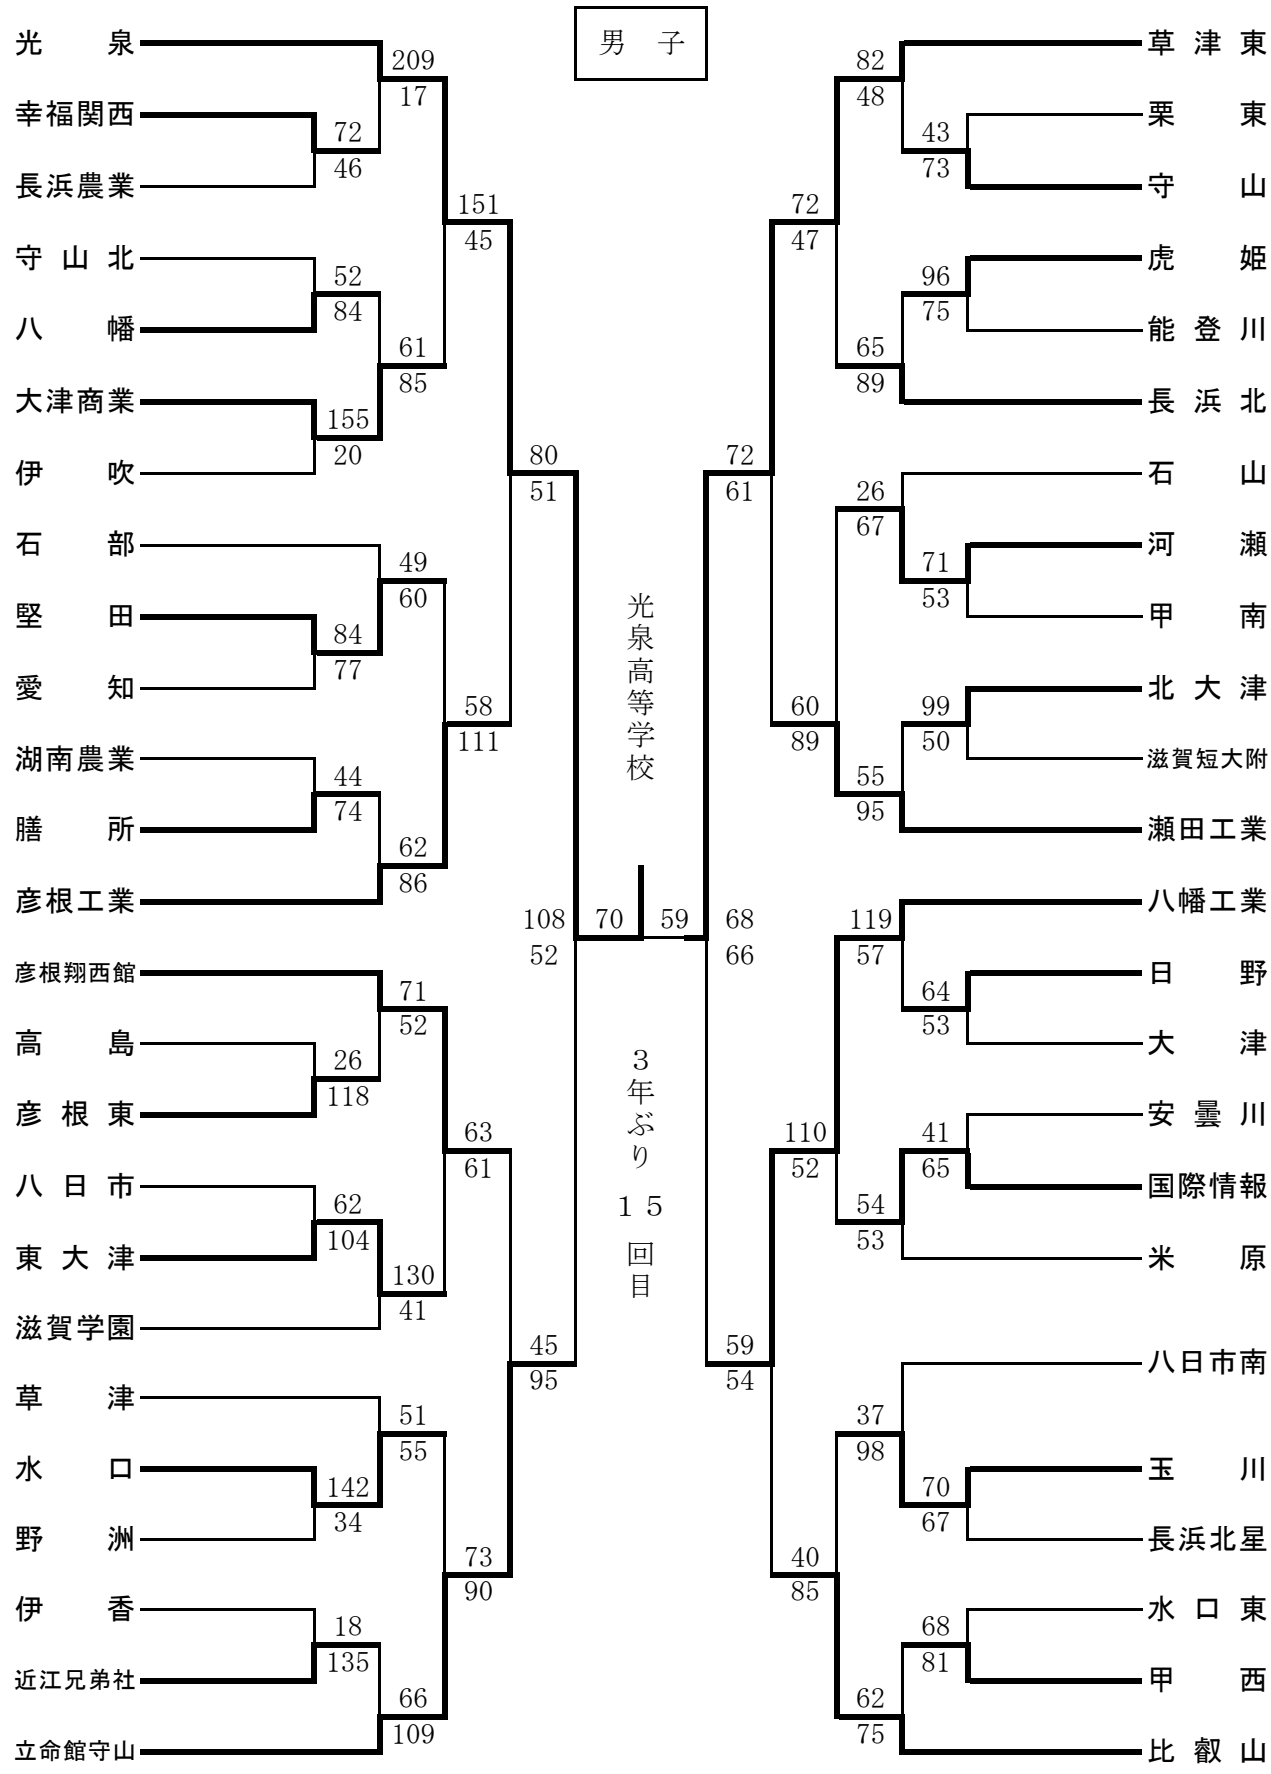 男 子
光 泉
幸福関西
長浜農業
守 山 北
八 幡
大津商業
伊 吹
石 部
堅 田
愛 知
湖南農業
膳 所
彦根工業
彦根翔西館
高 島
彦 根 東
八 日 市
東 大 津
滋賀学園
草 津
水 口
野 洲
伊 香
近江兄弟社
立命館守山
72
46
52
84
155
20
84
77
44
74
26
118
62
104
142
34
18
135
209
17
61
85
49
60
62
86
71
52
130
41
51
55
66
109
151
45
58
111
63
61
73
90
80
51
45
95
108
52
70
59
光泉高等学校
3年ぶり 15回目
68
66
72
61
59
54
72
47
60
89
110
52
40
85
82
48
65
89
26
67
55
95
119
57
54
53
37
98
62
75
43
73
96
75
71
53
99
50
64
53
41
65
70
67
68
81
草 津 東
栗 東
守 山
虎 姫
能 登 川
長 浜 北
石 山
河 瀬
甲 南
北 大 津
滋賀短大附
瀬田工業
八幡工業
日 野
大 津
安 曇 川
国際情報
米 原
八日市南
玉 川
長浜北星
水 口 東
甲 西
比 叡 山